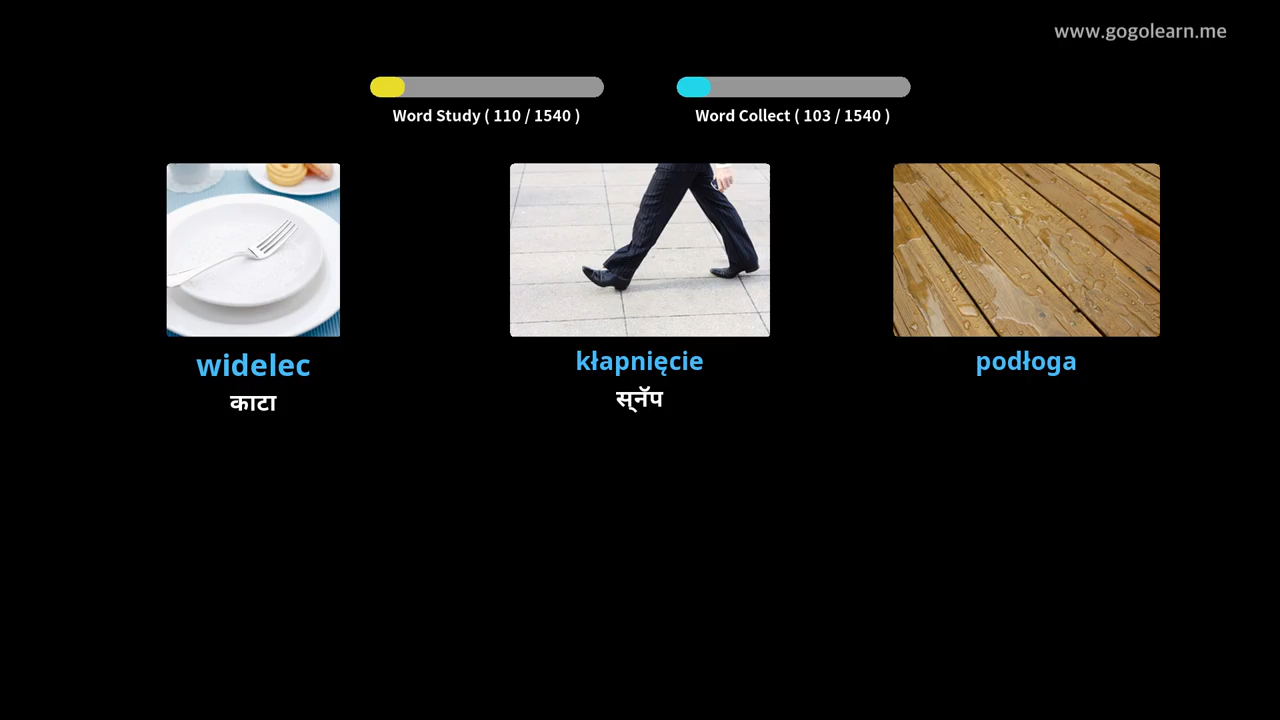 www.gogolearn.me
Word Study ( 110 / 1540 )
Word Collect ( 103 / 1540 )
widelec
kłapnięcie
podłoga
काटा
स्नॅप